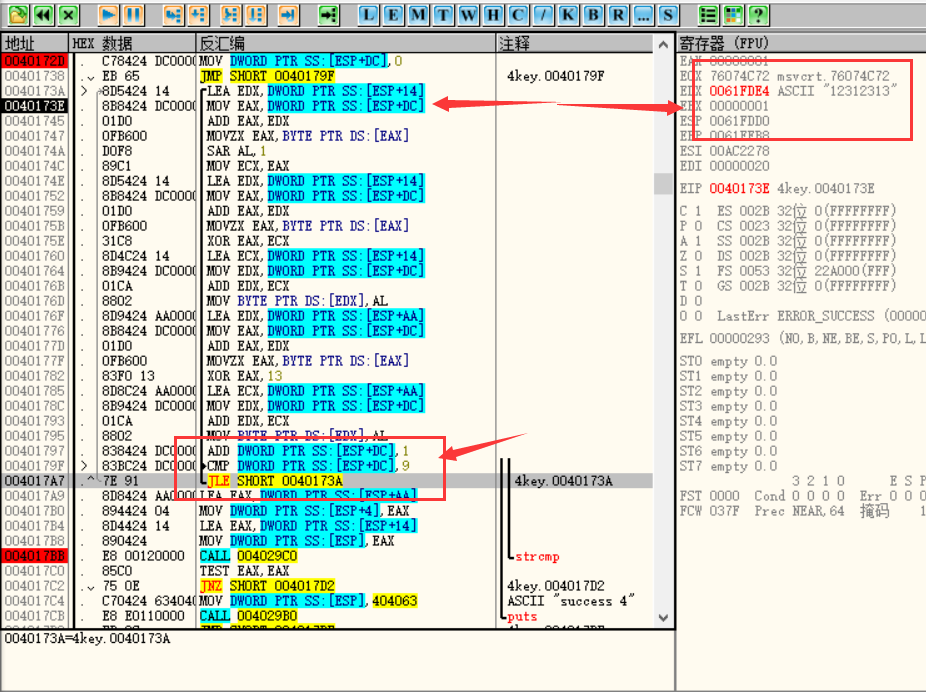 L E M T W H C / K B R ... S ?
地址 HEX 数据 反汇编 注释 寄存器 (FPU)
0040172D . C78424 DC0000 MOV DWORD PTR SS:[ESP+DC],0
00401738 . EB 65 JMP SHORT 0040179F 4key.0040179F
0040173A > 8D5424 14 LEA EDX,DWORD PTR SS:[ESP+14]
0040173E . 8B8424 DC0000 MOV EAX,DWORD PTR SS:[ESP+DC]
00401745 . 01D0 ADD EAX,EDX
00401747 . 0FB600 MOVZX EAX,BYTE PTR DS:[EAX]
0040174A . D0F8 SAR AL,1
0040174C . 89C1 MOV ECX,EAX
0040174E . 8D5424 14 LEA EDX,DWORD PTR SS:[ESP+14]
00401752 . 8B8424 DC0000 MOV EAX,DWORD PTR SS:[ESP+DC]
00401759 . 01D0 ADD EAX,EDX
0040175B . 0FB600 MOVZX EAX,BYTE PTR DS:[EAX]
0040175E . 31C8 XOR EAX,ECX
00401760 . 8D4C24 14 LEA ECX,DWORD PTR SS:[ESP+14]
00401764 . 8B9424 DC0000 MOV EDX,DWORD PTR SS:[ESP+DC]
0040176B . 01CA ADD EDX,ECX
0040176D . 8802 MOV BYTE PTR DS:[EDX],AL
0040176F . 8D9424 AA0000 LEA EDX,DWORD PTR SS:[ESP+AA]
00401776 . 8B8424 DC0000 MOV EAX,DWORD PTR SS:[ESP+DC]
0040177D . 01D0 ADD EAX,EDX
0040177F . 0FB600 MOVZX EAX,BYTE PTR DS:[EAX]
00401782 . 83F0 13 XOR EAX,13
00401785 . 8D8C24 AA0000 LEA ECX,DWORD PTR SS:[ESP+AA]
0040178C . 8B9424 DC0000 MOV EDX,DWORD PTR SS:[ESP+DC]
00401793 . 01CA ADD EDX,ECX
00401795 . 8802 MOV BYTE PTR DS:[EDX],AL
00401797 . 838424 DC0000 ADD DWORD PTR SS:[ESP+DC],1
0040179F > 83BC24 DC0000 CMP DWORD PTR SS:[ESP+DC],9
004017A7 .^ 7E 91 JLE SHORT 0040173A 4key.0040173A
004017A9 . 8D8424 AA0000 LEA EAX,DWORD PTR SS:[ESP+AA]
004017B0 . 894424 04 MOV DWORD PTR SS:[ESP+4],EAX
004017B4 . 8D4424 14 LEA EAX,DWORD PTR SS:[ESP+14]
004017B8 . 890424 MOV DWORD PTR SS:[ESP],EAX
004017BB . E8 00120000 CALL 004029C0 strcmp
004017C0 . 85C0 TEST EAX,EAX
004017C2 . 75 0E JNZ SHORT 004017D2 4key.004017D2
004017C4 . C70424 634040 MOV DWORD PTR SS:[ESP],404063 ASCII "success 4"
004017CB . E8 E0110000 CALL 004029B0 puts
0040173A=4key.0040173A
EAX 00000001
ECX 76074C72 msvcrt.76074C72
EDX 0061FDE4 ASCII "12312313"
EBX 00000001
ESP 0061FDD0
EBP 0061FEB8
ESI 00AC2278
EDI 00000020
EIP 0040173E 4key.0040173E
C 1 ES 002B 32位 0(FFFFFFFF)
P 0 CS 0023 32位 0(FFFFFFFF)
A 1 SS 002B 32位 0(FFFFFFFF)
Z 0 DS 002B 32位 0(FFFFFFFF)
S 1 FS 0053 32位 22A000(FFF)
T 0 GS 002B 32位 0(FFFFFFFF)
D 0
O 0 LastErr ERROR_SUCCESS (00000
EFL 00000293 (NO,B,NE,BE,S,PO,L,L
ST0 empty 0.0
ST1 empty 0.0
ST2 empty 0.0
ST3 empty 0.0
ST4 empty 0.0
ST5 empty 0.0
ST6 empty 0.0
ST7 empty 0.0
3 2 1 0 E S P
FST 0000 Cond 0 0 0 0 Err 0 0 0
FCW 037F Prec NEAR,64 掩码 1